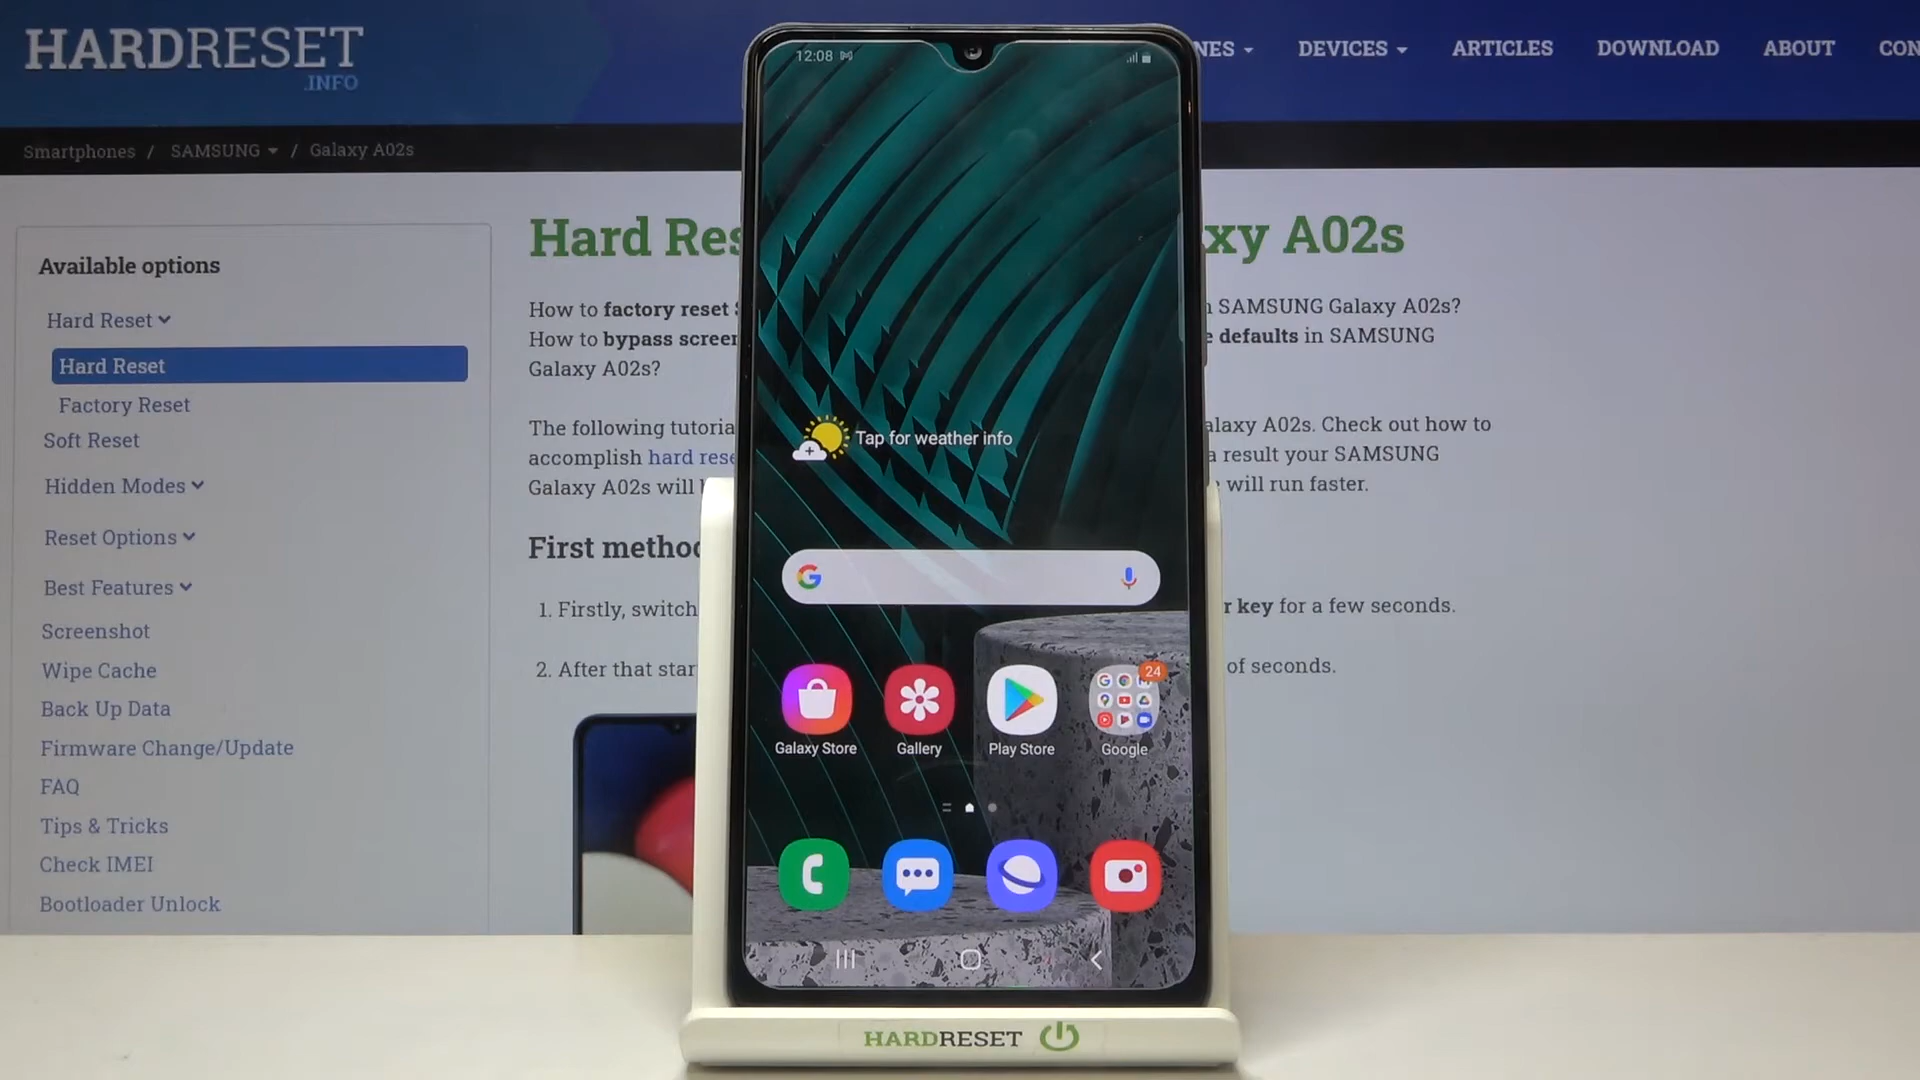 HARDRESET
.INFO
NES
DEVICES
ARTICLES
DOWNLOAD
ABOUT
CON
Smartphones / SAMSUNG / Galaxy A02s
Available options
Hard Reset
Hard Reset
Factory Reset
Soft Reset
Hidden Modes
Reset Options
Best Features
Screenshot
Wipe Cache
Back Up Data
Firmware Change/Update
FAQ
Tips & Tricks
Check IMEI
Bootloader Unlock
Hard Res xy A02s
How to factory reset SAMSUNG Galaxy A02s?
How to bypass screen defaults in SAMSUNG
Galaxy A02s?
The following tutoria alaxy A02s. Check out how to
accomplish hard rese a result your SAMSUNG
Galaxy A02s will will run faster.
First method
1. Firstly, switch r key for a few seconds.
2. After that star of seconds.
12:08
Tap for weather info
24
Galaxy Store
Gallery
Play Store
Google
HARDRESET